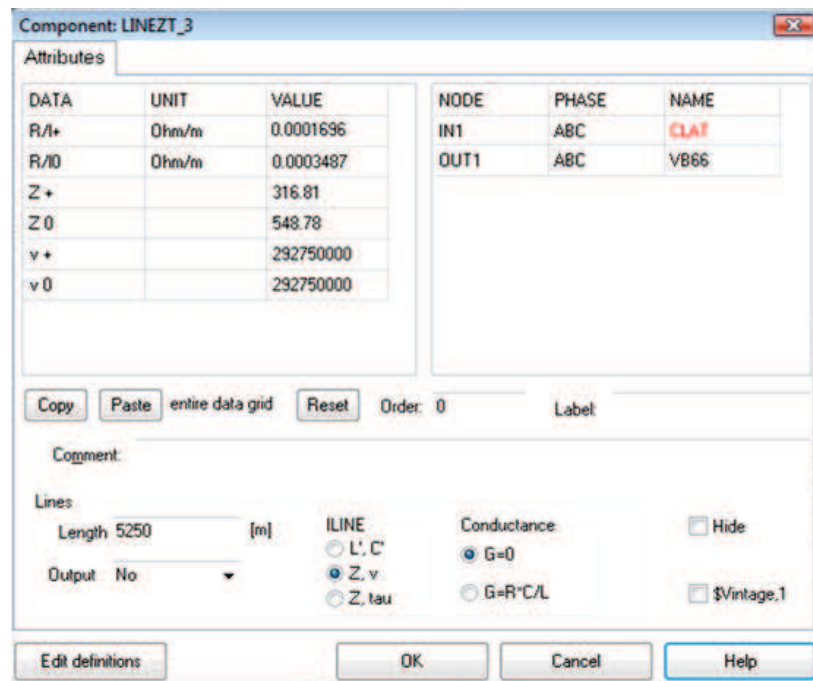 Component: LINEZT_3
Attributes
DATA UNIT VALUE
R/l+ Ohm/m 0.0001696
R/l0 Ohm/m 0.0003487
Z + 316.81
Z 0 548.78
v + 292750000
v 0 292750000
NODE PHASE NAME
IN1 ABC CLAT
OUT1 ABC VB66
Copy Paste entire data grid Reset Order: 0 Label:
Comment:
Lines
Length 5250 [m]
Output No
ILINE
L', C'
Z, v
Z, tau
Conductance
G=0
G=R*C/L
Hide
$Vintage,1
Edit definitions OK Cancel Help